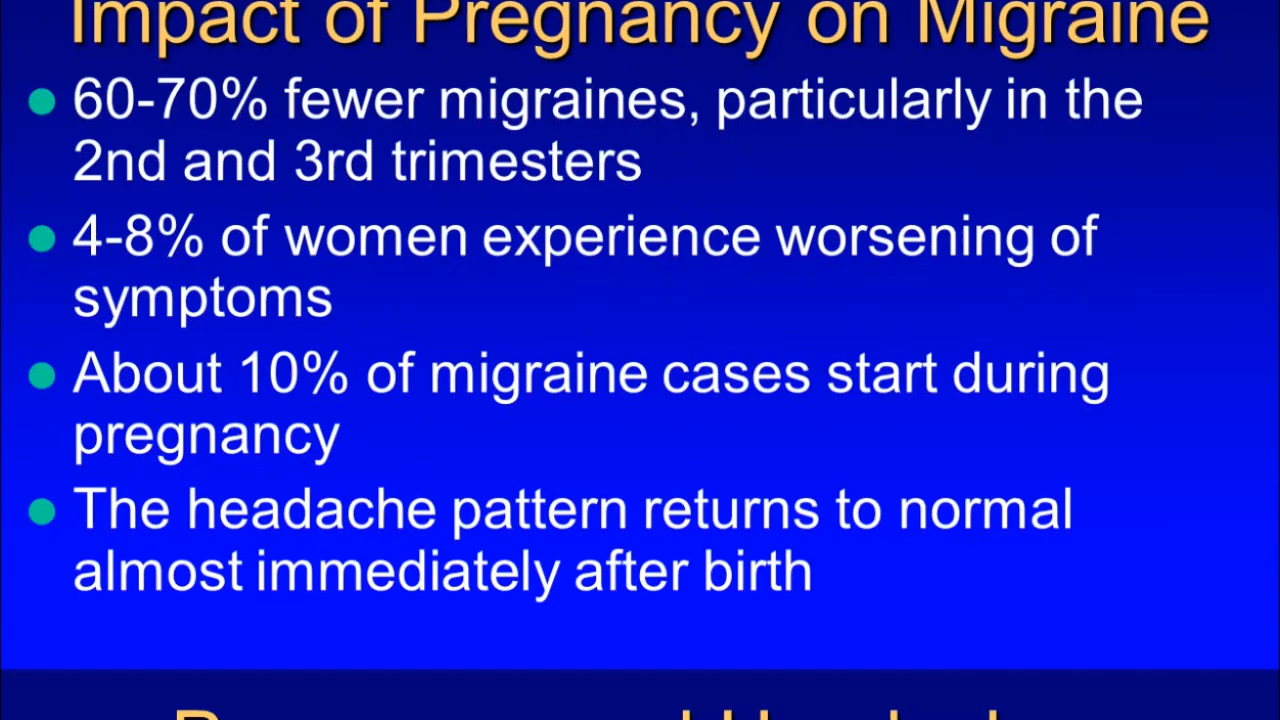 Impact of Pregnancy on Migraine
60-70% fewer migraines, particularly in the
2nd and 3rd trimesters
4-8% of women experience worsening of
symptoms
About 10% of migraine cases start during
pregnancy
The headache pattern returns to normal
almost immediately after birth